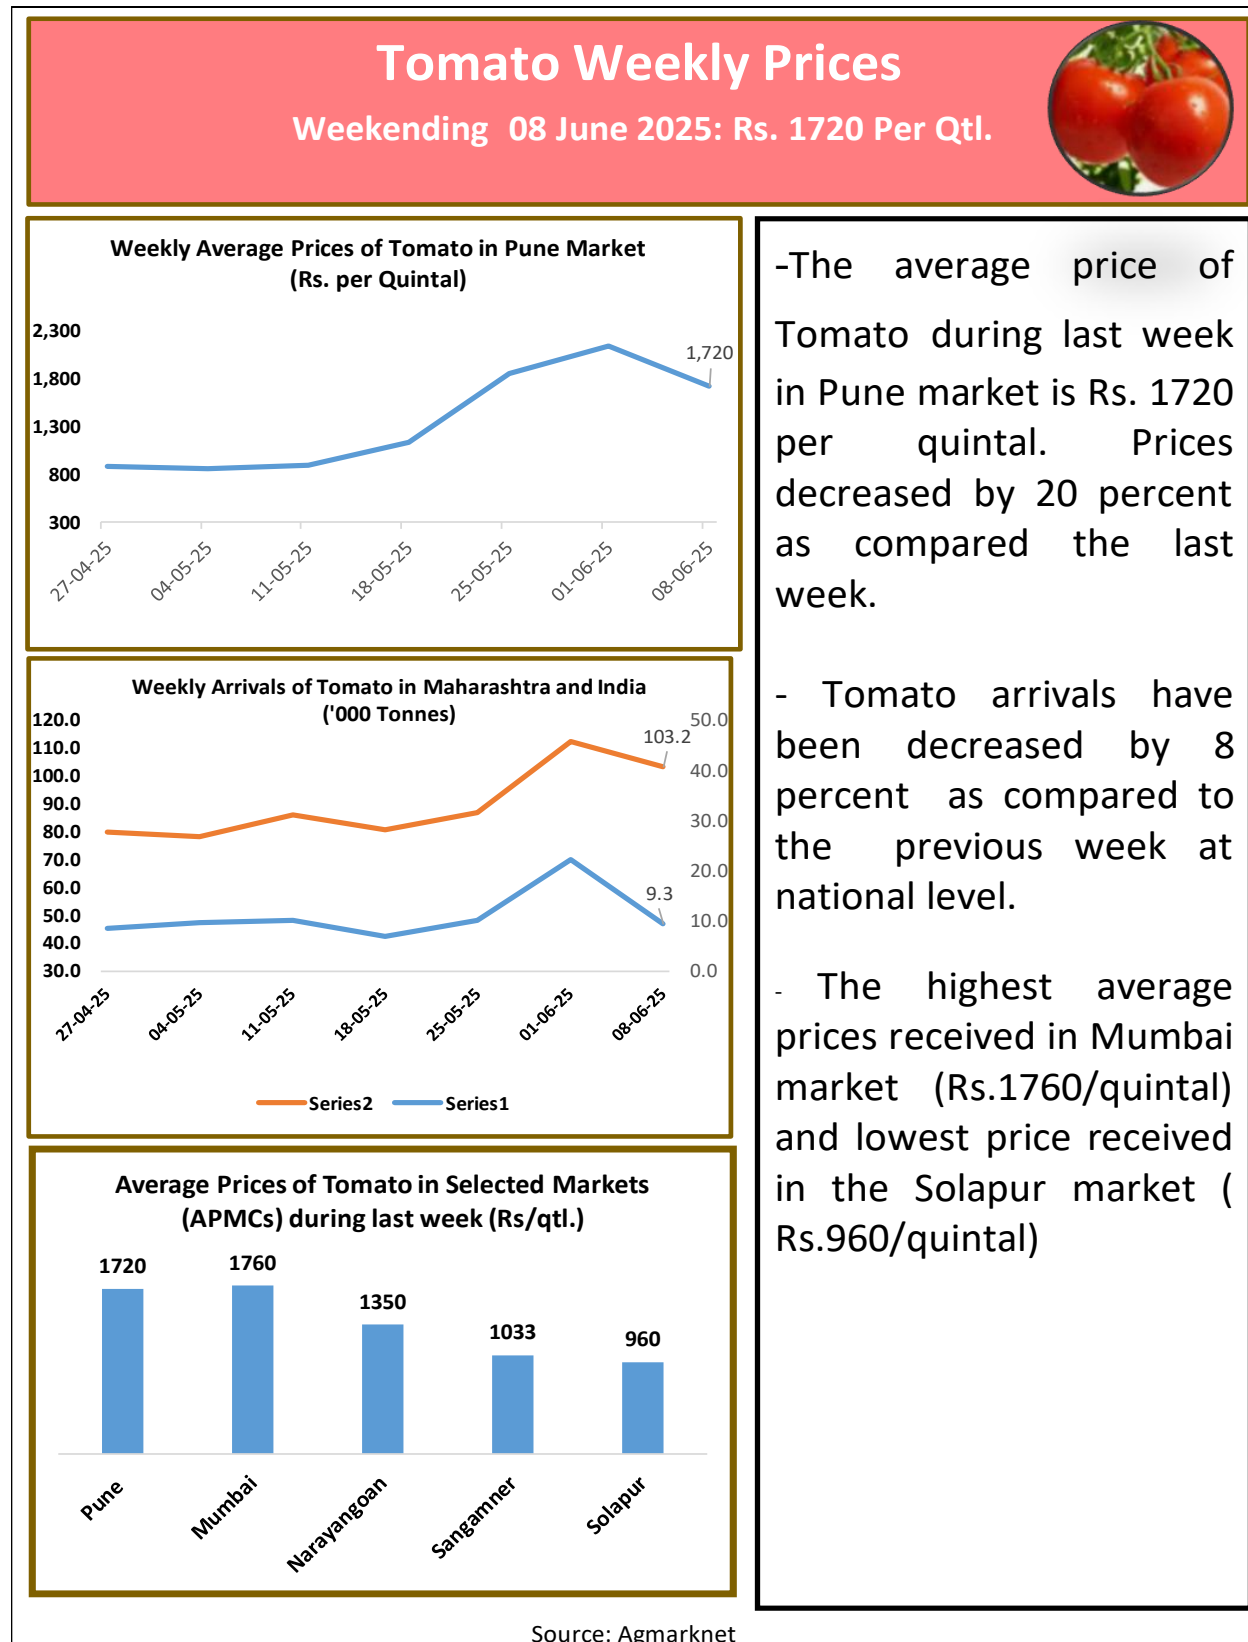 Tomato Weekly Prices
Weekending 08 June 2025: Rs. 1720 Per Qtl.
Weekly Average Prices of Tomato in Pune Market
(Rs. per Quintal)
2,300
1,800
1,300
800
300
1,720
27-04-25
04-05-25
11-05-25
18-05-25
25-05-25
01-06-25
08-06-25
Weekly Arrivals of Tomato in Maharashtra and India
('000 Tonnes)
120.0
110.0
100.0
90.0
80.0
70.0
60.0
50.0
40.0
30.0
50.0
40.0
30.0
20.0
10.0
0.0
103.2
9.3
27-04-25
04-05-25
11-05-25
18-05-25
25-05-25
01-06-25
08-06-25
Series2 Series1
Average Prices of Tomato in Selected Markets
(APMCs) during last week (Rs/qtl.)
1720
1760
1350
1033
960
Pune
Mumbai
Narayangoan
Sangamner
Solapur
-The average price of
Tomato during last week
in Pune market is Rs. 1720
per quintal. Prices
decreased by 20 percent
as compared the last
week.
- Tomato arrivals have
been decreased by 8
percent as compared to
the previous week at
national level.
- The highest average
prices received in Mumbai
market (Rs.1760/quintal)
and lowest price received
in the Solapur market (
Rs.960/quintal)
Source: Agmarknet